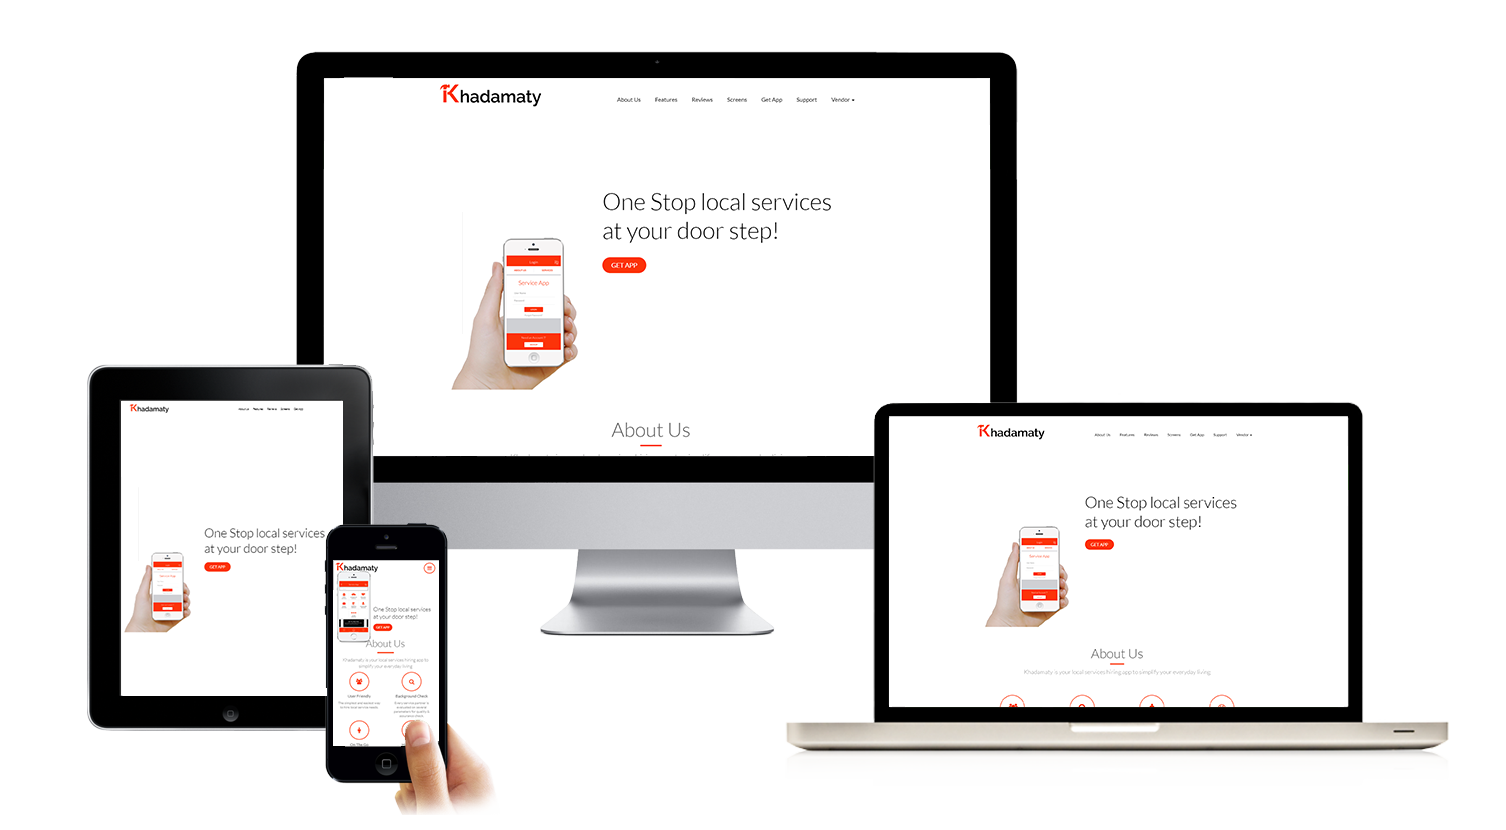 Khadamaty
About Us Features Reviews Screens Get App Support Vendor
One Stop local services
at your door step!
GET APP
Service App
About Us
Khadamaty
One Stop local services
at your door step!
GET APP
Khadamaty
One Stop local services
at your door step!
GET APP
About Us
Khadamaty is your local services hiring app to
simplify your everyday living
User Friendly Background Check
On The Go
Khadamaty
About Us Features Reviews Screens Get App Support Vendor
One Stop local services
at your door step!
GET APP
Service App
About Us
Khadamaty is your local services hiring app to simplify your everyday living